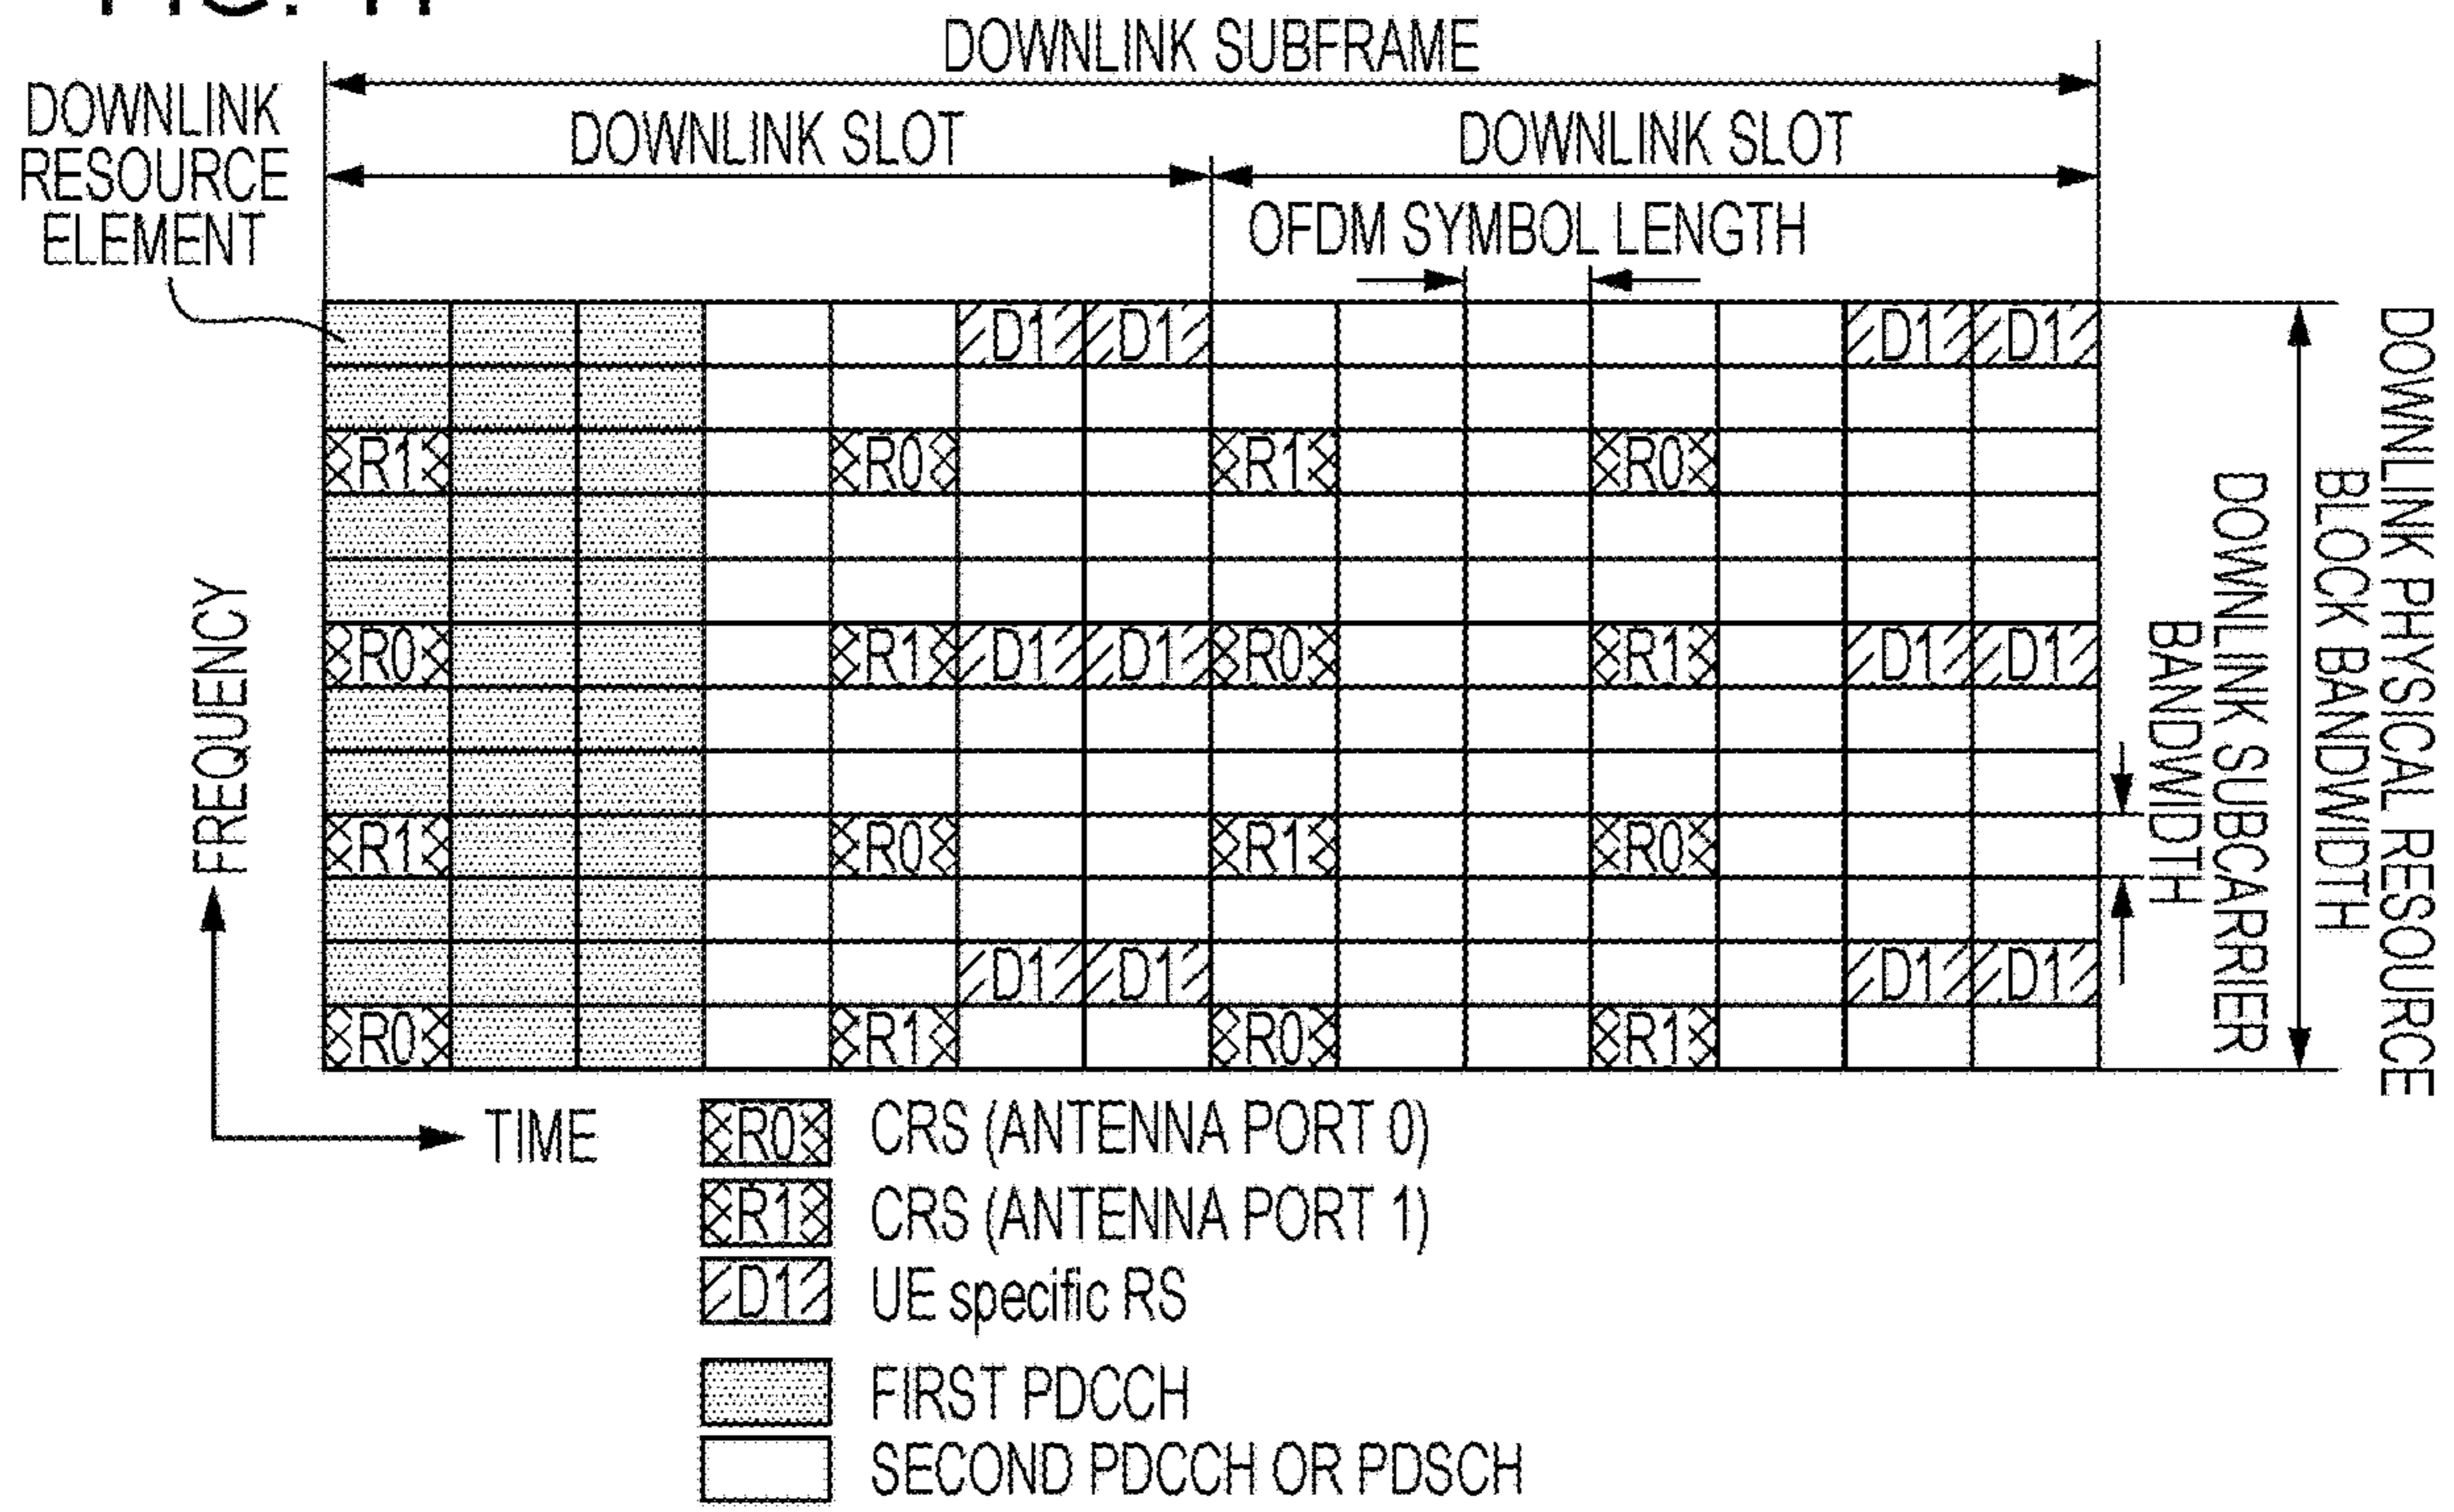 DOWNLINK SUBFRAME
DOWNLINK
RESOURCE
ELEMENT
DOWNLINK SLOT
DOWNLINK SLOT
OFDM SYMBOL LENGTH
D1 D1 D1 D1
R1 R0 R1 R0
R0 R1 D1 D1 R0 R1 D1 D1
R1 R0 R1 R0
D1 D1 D1 D1
R0 R1 R0 R1
FREQUENCY
TIME
DOWNLINK SUBCARRIER
BANDWIDTH
DOWNLINK PHYSICAL RESOURCE
BLOCK BANDWIDTH
R0 CRS (ANTENNA PORT 0)
R1 CRS (ANTENNA PORT 1)
D1 UE specific RS
FIRST PDCCH
SECOND PDCCH OR PDSCH